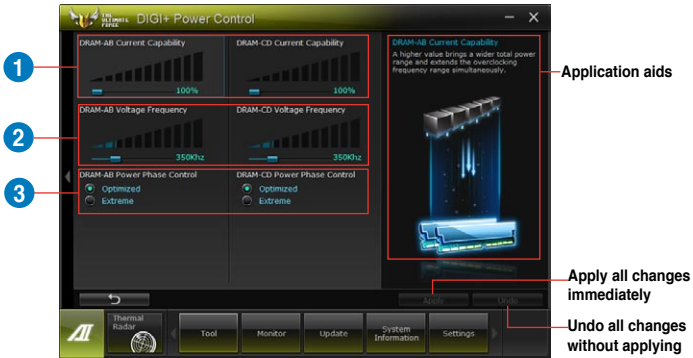 THE ULTIMATE FORCE
DIGI+ Power Control
DRAM-AB Current Capability
DRAM-CD Current Capability
DRAM-AB Current Capability
A higher value brings a wider total power
range and extends the overclocking
frequency range simultaneously.
1
100%
100%
Application aids
DRAM-AB Voltage Frequency
DRAM-CD Voltage Frequency
2
350Khz
350Khz
DRAM-AB Power Phase Control
DRAM-CD Power Phase Control
3
Optimized
Optimized
Extreme
Extreme
Apply all changes
immediately
Apply
Undo
Thermal
Radar
Tool
Monitor
Update
System
Information
Settings
Undo all changes
without applying